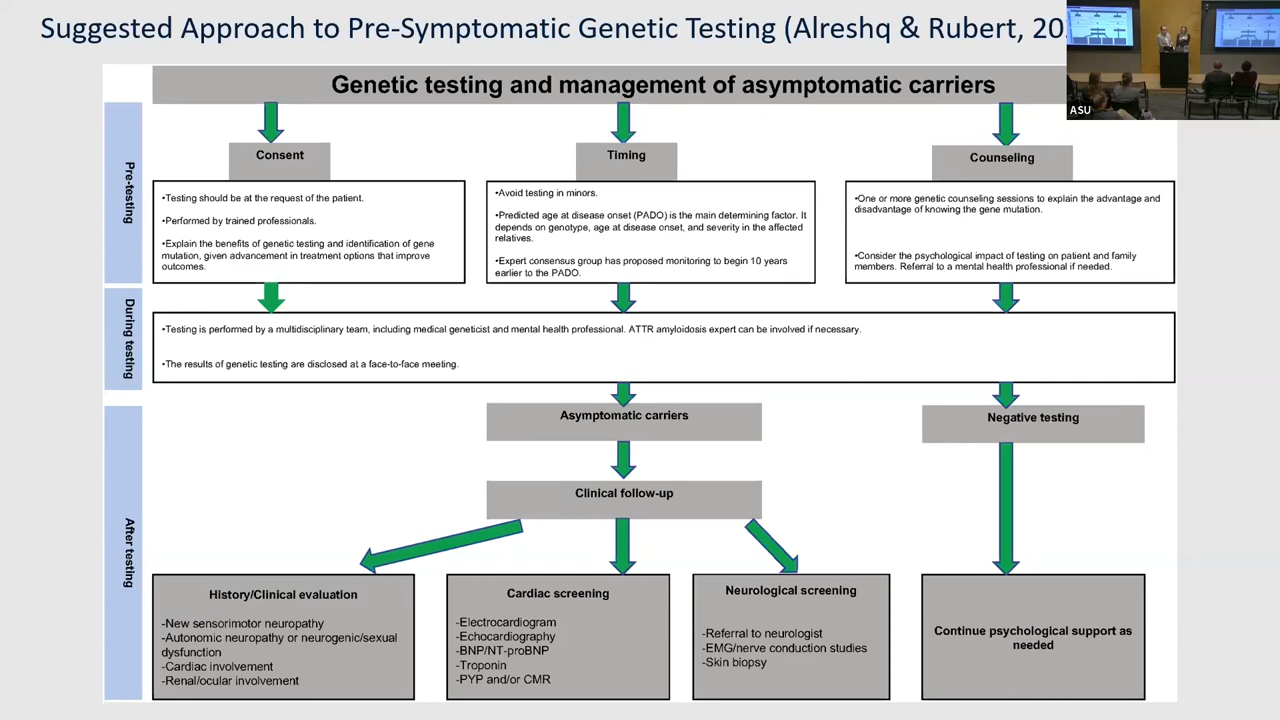 Suggested Approach to Pre-Symptomatic Genetic Testing (Alreshq & Rubert, 20
ASU
Genetic testing and management of asymptomatic carriers
Pre-testing
Consent
Timing
Counseling
•Testing should be at the request of the patient.
•Performed by trained professionals.
•Explain the benefits of genetic testing and identification of gene
mutation, given advancement in treatment options that improve
outcomes.
•Avoid testing in minors.
•Predicted age at disease onset (PADO) is the main determining factor. It
depends on genotype, age at disease onset, and severity in the affected
relatives.
•Expert consensus group has proposed monitoring to begin 10 years
earlier to the PADO.
•One or more genetic counseling sessions to explain the advantage and
disadvantage of knowing the gene mutation.
•Consider the psychological impact of testing on patient and family
members. Referral to a mental health professional if needed.
During testing
•Testing is performed by a multidisciplinary team, including medical geneticist and mental health professional. ATTR amyloidosis expert can be involved if necessary.
•The results of genetic testing are disclosed at a face-to-face meeting.
After testing
Asymptomatic carriers
Negative testing
Clinical follow-up
History/Clinical evaluation
-New sensorimotor neuropathy
-Autonomic neuropathy or neurogenic/sexual
dysfunction
-Cardiac involvement
-Renal/ocular involvement
Cardiac screening
-Electrocardiogram
-Echocardiography
-BNP/NT-proBNP
-Troponin
-PYP and/or CMR
Neurological screening
-Referral to neurologist
-EMG/nerve conduction studies
-Skin biopsy
Continue psychological support as
needed